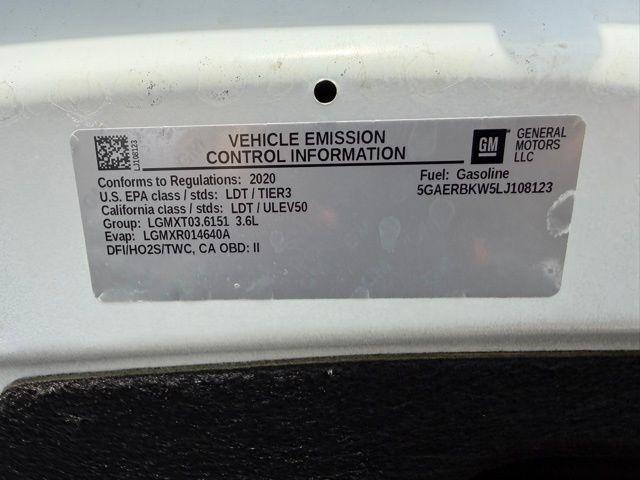 LJ108123
VEHICLE EMISSION
CONTROL INFORMATION
GM
GENERAL
MOTORS
LLC
Conforms to Regulations: 2020
U.S. EPA class / stds: LDT / TIER3
California class / stds: LDT / ULEV50
Group: LGMXT03.6151 3.6L
Evap: LGMXR014640A
DFI/HO2S/TWC, CA OBD: II
Fuel: Gasoline
5GAERBKW5LJ108123